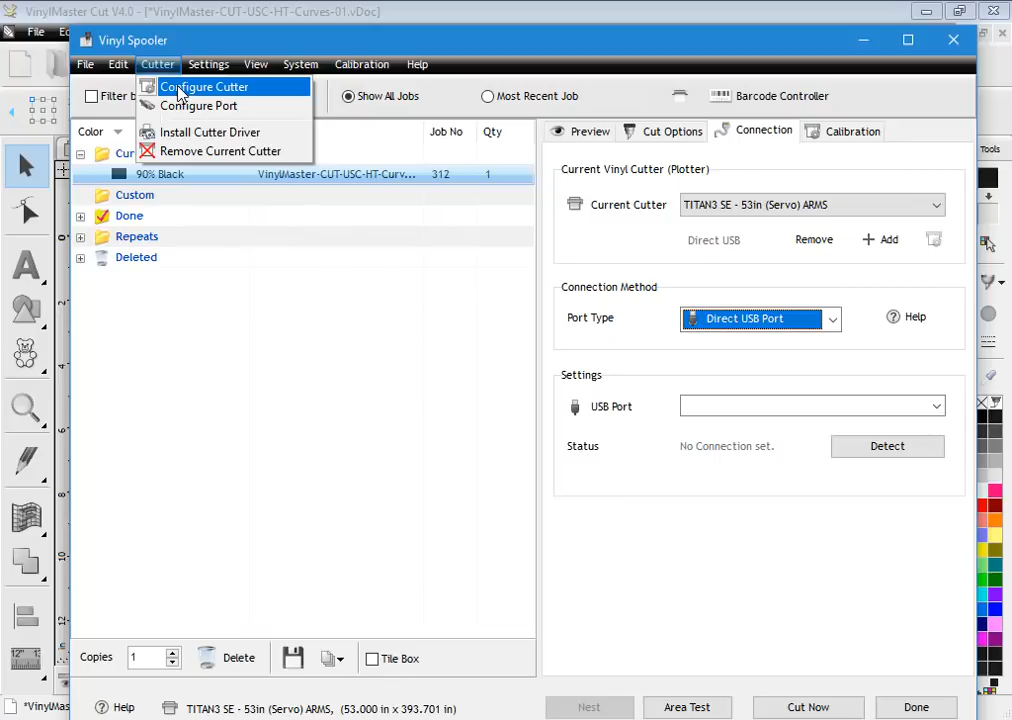 VinylMaster Cut V4.0 - [*VinylMaster-CUT-USC-HT-Curves-01.vDoc]
File
Vinyl Spooler
File Edit Cutter Settings View System Calibration Help
Configure Cutter
Configure Port
Install Cutter Driver
Remove Current Cutter
Show All Jobs
Most Recent Job
Barcode Controller
Color
Job No
Qty
Preview
Cut Options
Connection
Calibration
Tools
90% Black VinylMaster-CUT-USC-HT-Curv... 312 1
Custom
Done
Repeats
Deleted
Current Vinyl Cutter (Plotter)
Current Cutter TITAN3 SE - 53in (Servo) ARMS
Direct USB Remove + Add
Connection Method
Port Type Direct USB Port Help
Settings
USB Port
Status No Connection set. Detect
Copies 1 Delete Tile Box
*VinylMas
Help TITAN3 SE - 53in (Servo) ARMS, (53.000 in x 393.701 in)
Nest Area Test Cut Now Done